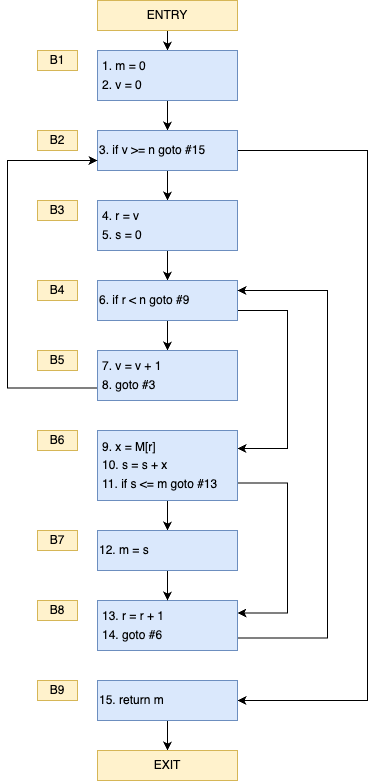 ENTRY
B1
1. m = 0
2. v = 0
B2
3. if v >= n goto #15
B3
4. r = v
5. s = 0
B4
6. if r < n goto #9
B5
7. v = v + 1
8. goto #3
B6
9. x = M[r]
10. s = s + x
11. if s <= m goto #13
B7
12. m = s
B8
13. r = r + 1
14. goto #6
B9
15. return m
EXIT